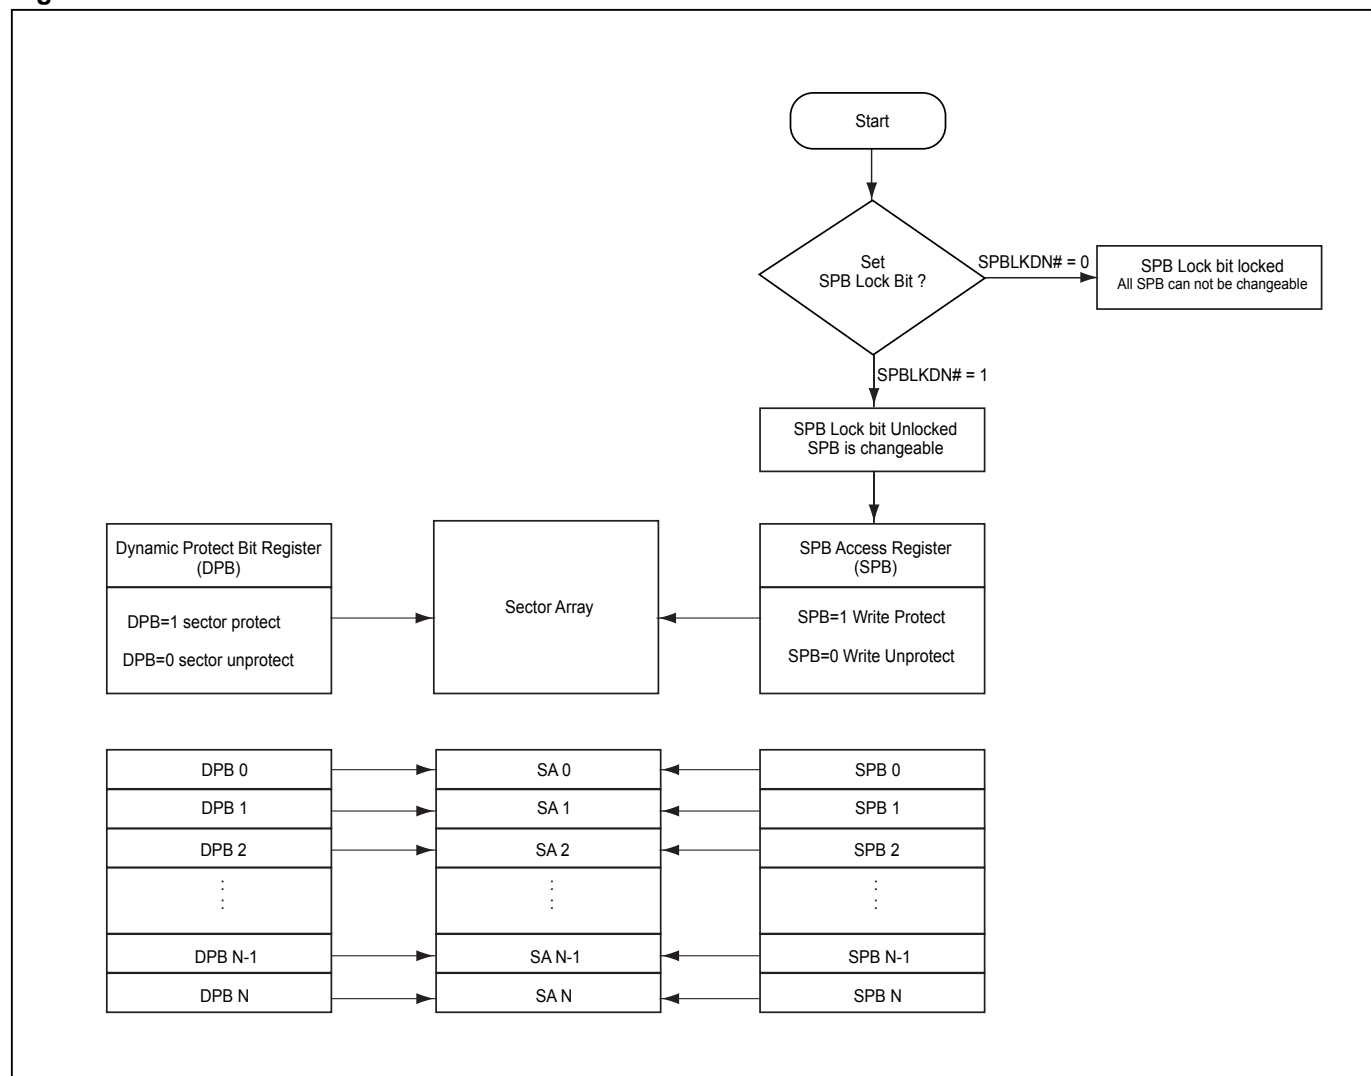 Start
Set
SPB Lock Bit ?
SPBLKDN# = 0
SPB Lock bit locked
All SPB can not be changeable
SPBLKDN# = 1
SPB Lock bit Unlocked
SPB is changeable
Dynamic Protect Bit Register
(DPB)
DPB=1 sector protect
DPB=0 sector unprotect
Sector Array
SPB Access Register
(SPB)
SPB=1 Write Protect
SPB=0 Write Unprotect
DPB 0
SA 0
SPB 0
DPB 1
SA 1
SPB 1
DPB 2
SA 2
SPB 2
DPB N-1
SA N-1
SPB N-1
DPB N
SA N
SPB N